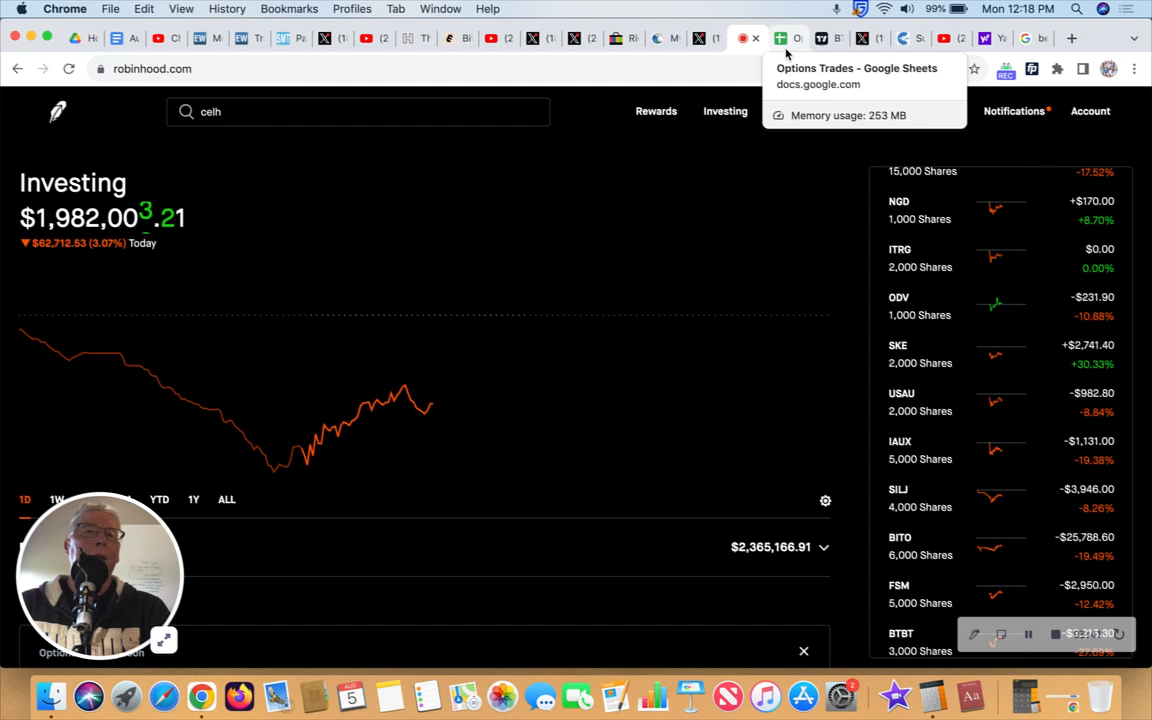 Chrome File Edit View History Bookmarks Profiles Tab Window Help 99% Mon 12:18 PM
robinhood.com
Options Trades - Google Sheets
docs.google.com
Memory usage: 253 MB
REC
celh
Rewards Investing Notifications Account
Investing
$1,982,003.21
▼ $62,712.53 (3.07%) Today
1D 1W YTD 1Y ALL
$2,365,166.91
15,000 Shares -17.52%
NGD +$170.00
1,000 Shares +8.70%
ITRG $0.00
2,000 Shares 0.00%
ODV -$231.90
1,000 Shares -10.88%
SKE +$2,741.40
2,000 Shares +30.33%
USAU -$982.80
2,000 Shares -8.84%
IAUX -$1,131.00
5,000 Shares -19.38%
SILJ -$3,946.00
4,000 Shares -8.26%
BITO -$25,788.60
6,000 Shares -19.49%
FSM -$2,950.00
5,000 Shares -12.42%
BTBT
3,000 Shares
AUG
5
2